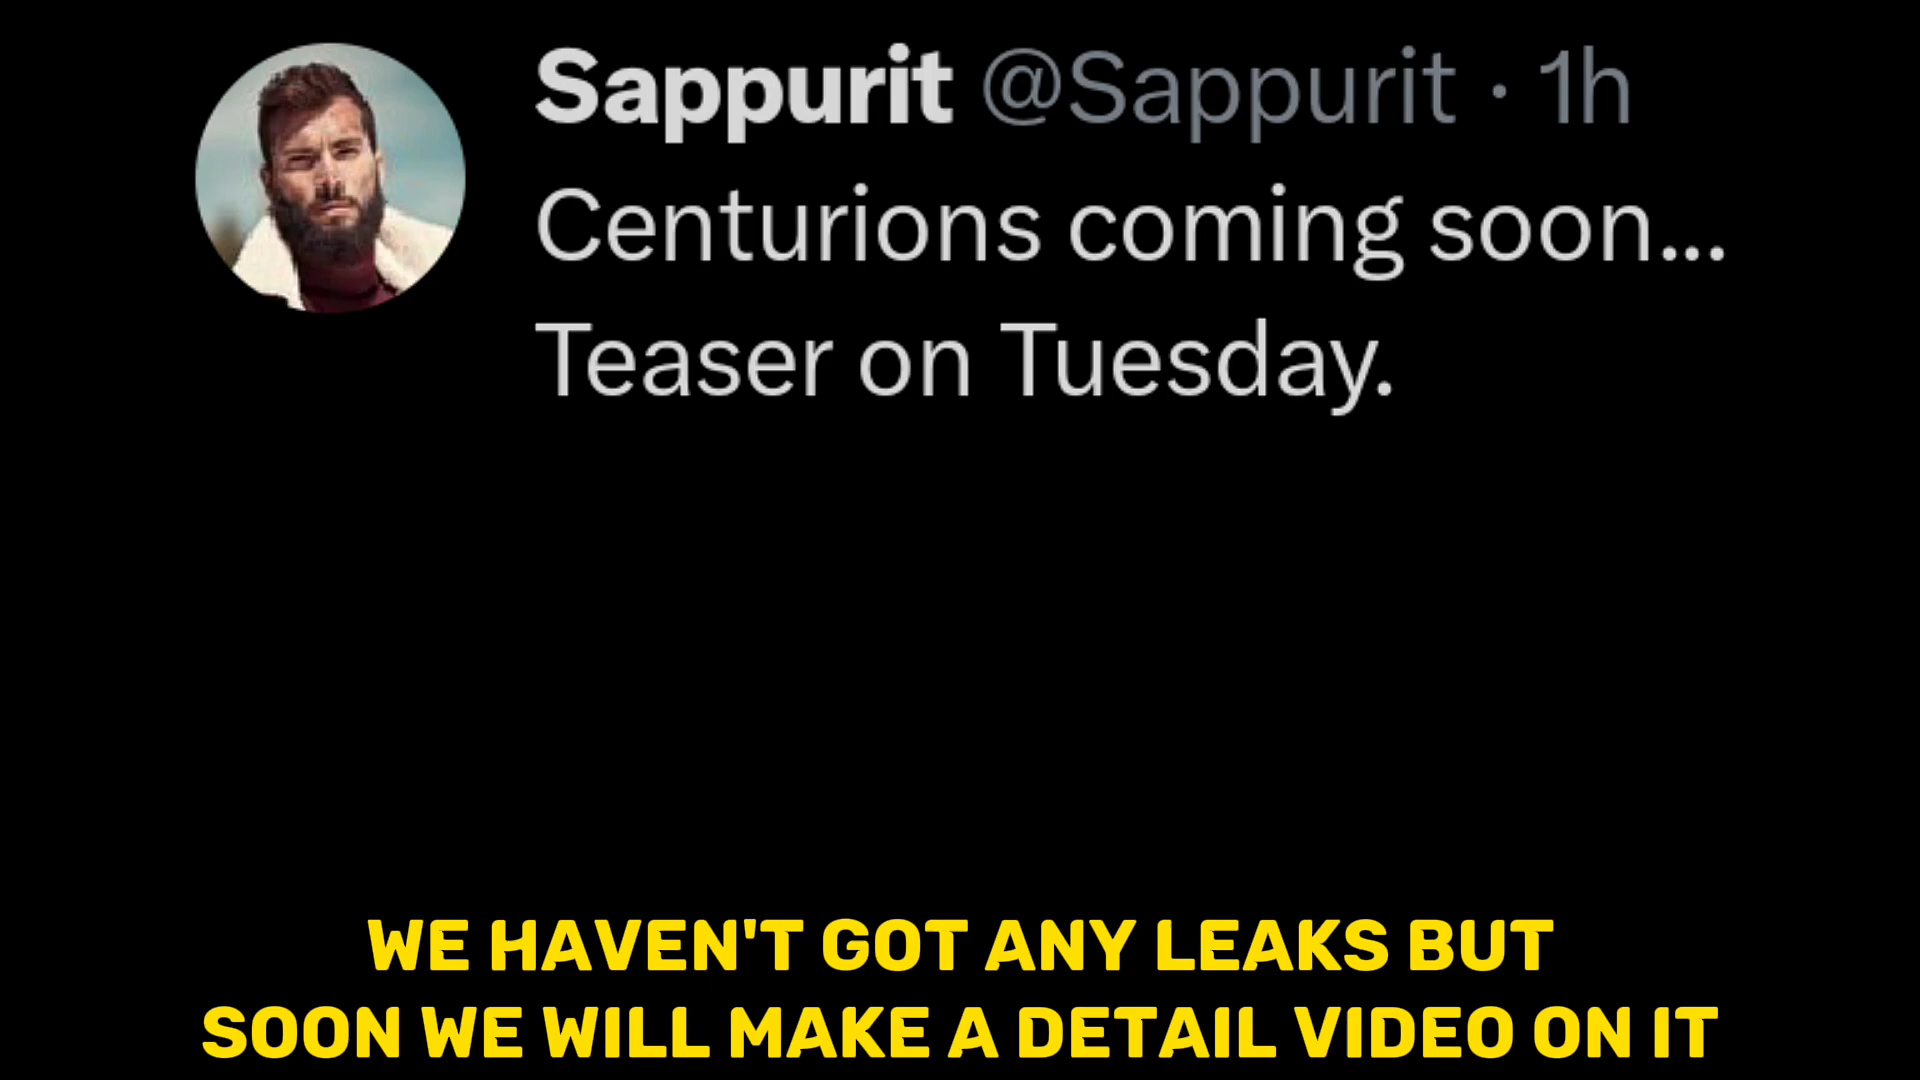 Sappurit @Sappurit · 1h
Centurions coming soon...
Teaser on Tuesday.
WE HAVEN'T GOT ANY LEAKS BUT
SOON WE WILL MAKE A DETAIL VIDEO ON IT